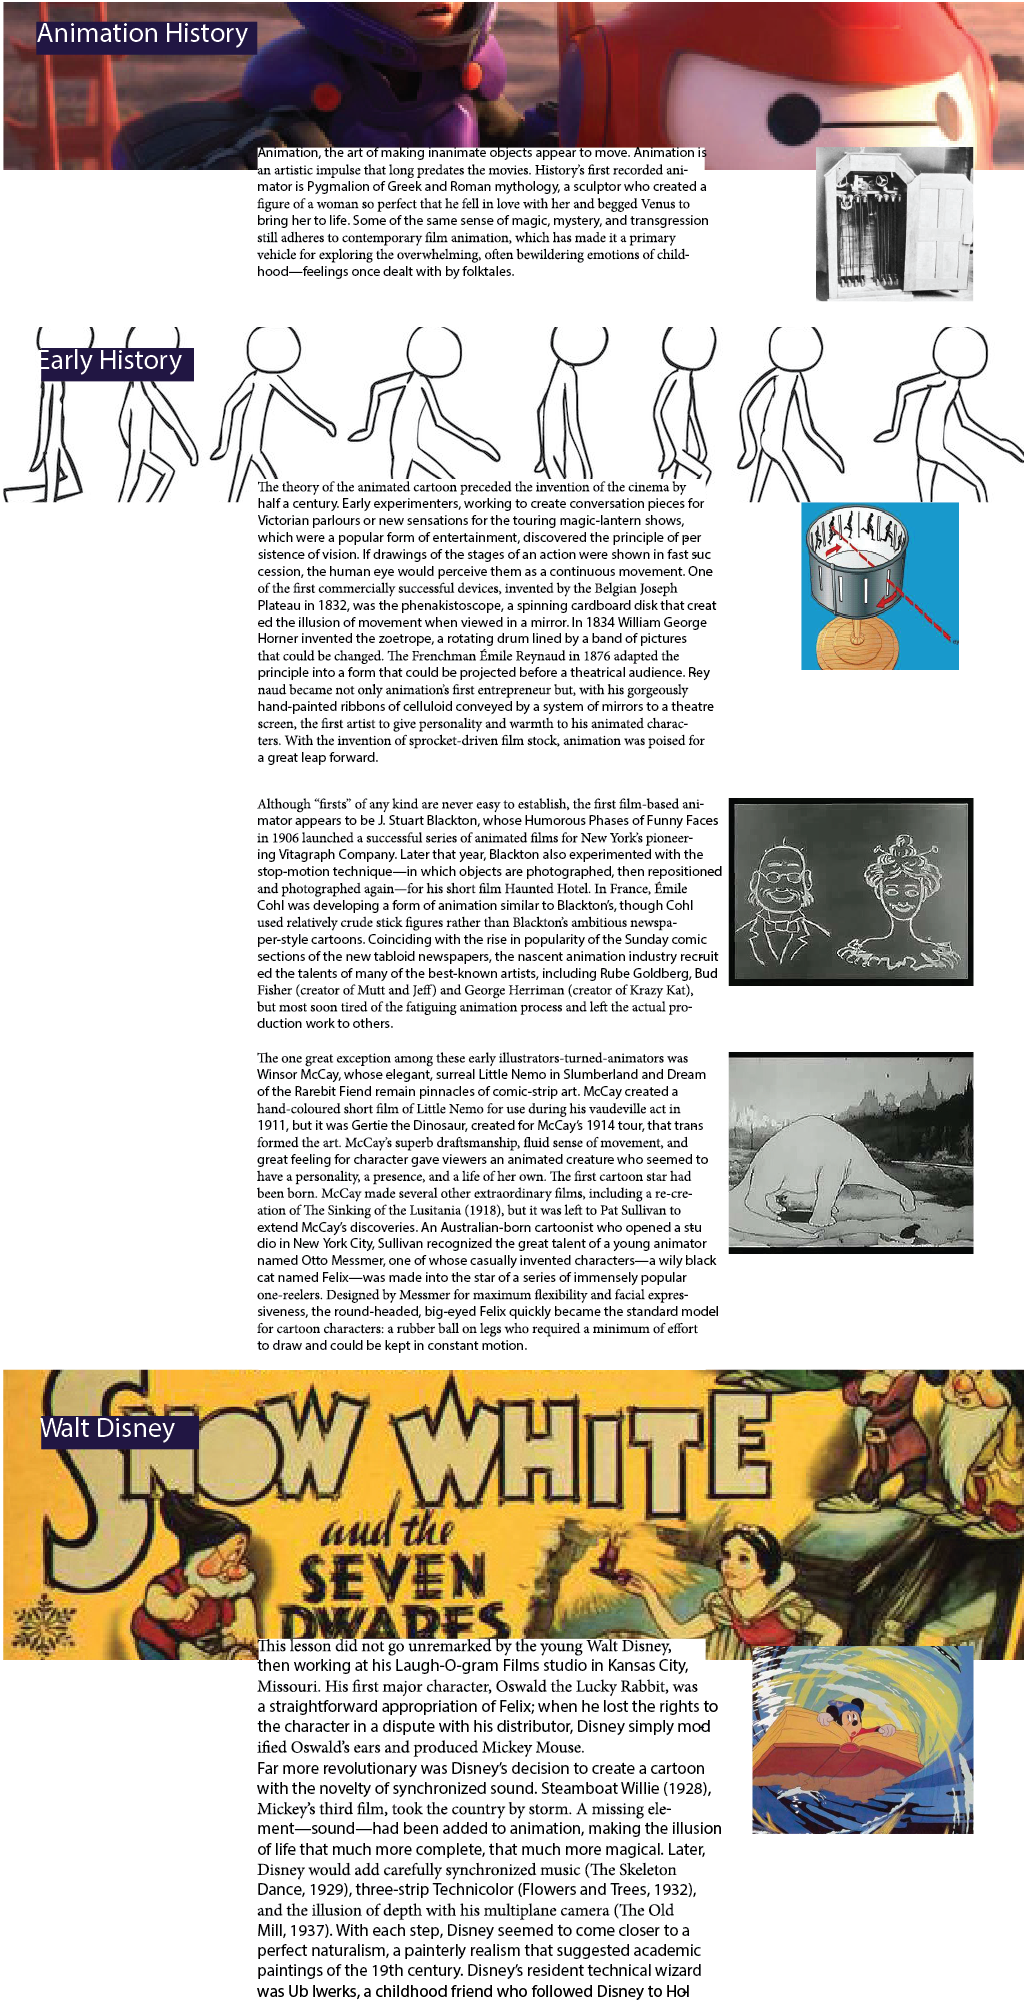 Animation History
Animation, the art of making inanimate objects appear to move. Animation is
an artistic impulse that long predates the movies. History's first recorded ani-
mator is Pygmalion of Greek and Roman mythology, a sculptor who created a
figure of a woman so perfect that he fell in love with her and begged Venus to
bring her to life. Some of the same sense of magic, mystery, and transgression
still adheres to contemporary film animation, which has made it a primary
vehicle for exploring the overwhelming, often bewildering emotions of child-
hood—feelings once dealt with by folktales.
Early History
The theory of the animated cartoon preceded the invention of the cinema by
half a century. Early experimenters, working to create conversation pieces for
Victorian parlours or new sensations for the touring magic-lantern shows,
which were a popular form of entertainment, discovered the principle of per
sistence of vision. If drawings of the stages of an action were shown in fast suc
cession, the human eye would perceive them as a continuous movement. One
of the first commercially successful devices, invented by the Belgian Joseph
Plateau in 1832, was the phenakistoscope, a spinning cardboard disk that creat
ed the illusion of movement when viewed in a mirror. In 1834 William George
Horner invented the zoetrope, a rotating drum lined by a band of pictures
that could be changed. The Frenchman Émile Reynaud in 1876 adapted the
principle into a form that could be projected before a theatrical audience. Rey
naud became not only animation's first entrepreneur but, with his gorgeously
hand-painted ribbons of celluloid conveyed by a system of mirrors to a theatre
screen, the first artist to give personality and warmth to his animated charac-
ters. With the invention of sprocket-driven film stock, animation was poised for
a great leap forward.
Although “firsts” of any kind are never easy to establish, the first film-based ani-
mator appears to be J. Stuart Blackton, whose Humorous Phases of Funny Faces
in 1906 launched a successful series of animated films for New York's pioneer-
ing Vitagraph Company. Later that year, Blackton also experimented with the
stop-motion technique—in which objects are photographed, then repositioned
and photographed again—for his short film Haunted Hotel. In France, Émile
Cohl was developing a form of animation similar to Blackton's, though Cohl
used relatively crude stick figures rather than Blackton's ambitious newspa-
per-style cartoons. Coinciding with the rise in popularity of the Sunday comic
sections of the new tabloid newspapers, the nascent animation industry recruit
ed the talents of many of the best-known artists, including Rube Goldberg, Bud
Fisher (creator of Mutt and Jeff) and George Herriman (creator of Krazy Kat),
but most soon tired of the fatiguing animation process and left the actual pro-
duction work to others.
The one great exception among these early illustrators-turned-animators was
Winsor McCay, whose elegant, surreal Little Nemo in Slumberland and Dream
of the Rarebit Fiend remain pinnacles of comic-strip art. McCay created a
hand-coloured short film of Little Nemo for use during his vaudeville act in
1911, but it was Gertie the Dinosaur, created for McCay's 1914 tour, that trans
formed the art. McCay's superb draftsmanship, fluid sense of movement, and
great feeling for character gave viewers an animated creature who seemed to
have a personality, a presence, and a life of her own. The first cartoon star had
been born. McCay made several other extraordinary films, including a re-cre-
ation of The Sinking of the Lusitania (1918), but it was left to Pat Sullivan to
extend McCay's discoveries. An Australian-born cartoonist who opened a stu
dio in New York City, Sullivan recognized the great talent of a young animator
named Otto Messmer, one of whose casually invented characters—a wily black
cat named Felix—was made into the star of a series of immensely popular
one-reelers. Designed by Messmer for maximum flexibility and facial expres-
siveness, the round-headed, big-eyed Felix quickly became the standard model
for cartoon characters: a rubber ball on legs who required a minimum of effort
to draw and could be kept in constant motion.
SNOW WHITE
Walt Disney
and the
SEVEN
DWARFS
This lesson did not go unremarked by the young Walt Disney,
then working at his Laugh-O-gram Films studio in Kansas City,
Missouri. His first major character, Oswald the Lucky Rabbit, was
a straightforward appropriation of Felix; when he lost the rights to
the character in a dispute with his distributor, Disney simply mod
ified Oswald's ears and produced Mickey Mouse.
Far more revolutionary was Disney's decision to create a cartoon
with the novelty of synchronized sound. Steamboat Willie (1928),
Mickey's third film, took the country by storm. A missing ele-
ment—sound—had been added to animation, making the illusion
of life that much more complete, that much more magical. Later,
Disney would add carefully synchronized music (The Skeleton
Dance, 1929), three-strip Technicolor (Flowers and Trees, 1932),
and the illusion of depth with his multiplane camera (The Old
Mill, 1937). With each step, Disney seemed to come closer to a
perfect naturalism, a painterly realism that suggested academic
paintings of the 19th century. Disney's resident technical wizard
was Ub Iwerks, a childhood friend who followed Disney to Hol